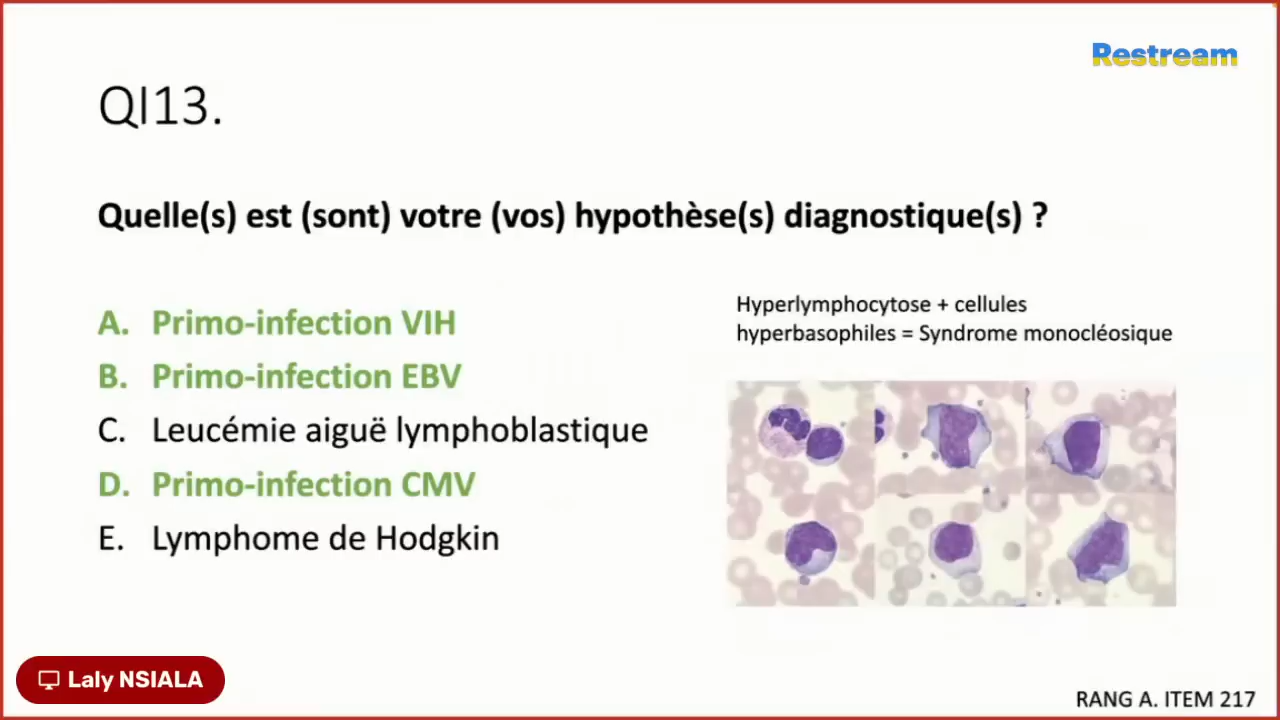 Restream
QI13.
Quelle(s) est (sont) votre (vos) hypothèse(s) diagnostique(s) ?
A. Primo-infection VIH
B. Primo-infection EBV
C. Leucémie aiguë lymphoblastique
D. Primo-infection CMV
E. Lymphome de Hodgkin
Hyperlymphocytose + cellules
hyperbasophiles = Syndrome monocléosique
Laly NSIALA
RANG A. ITEM 217